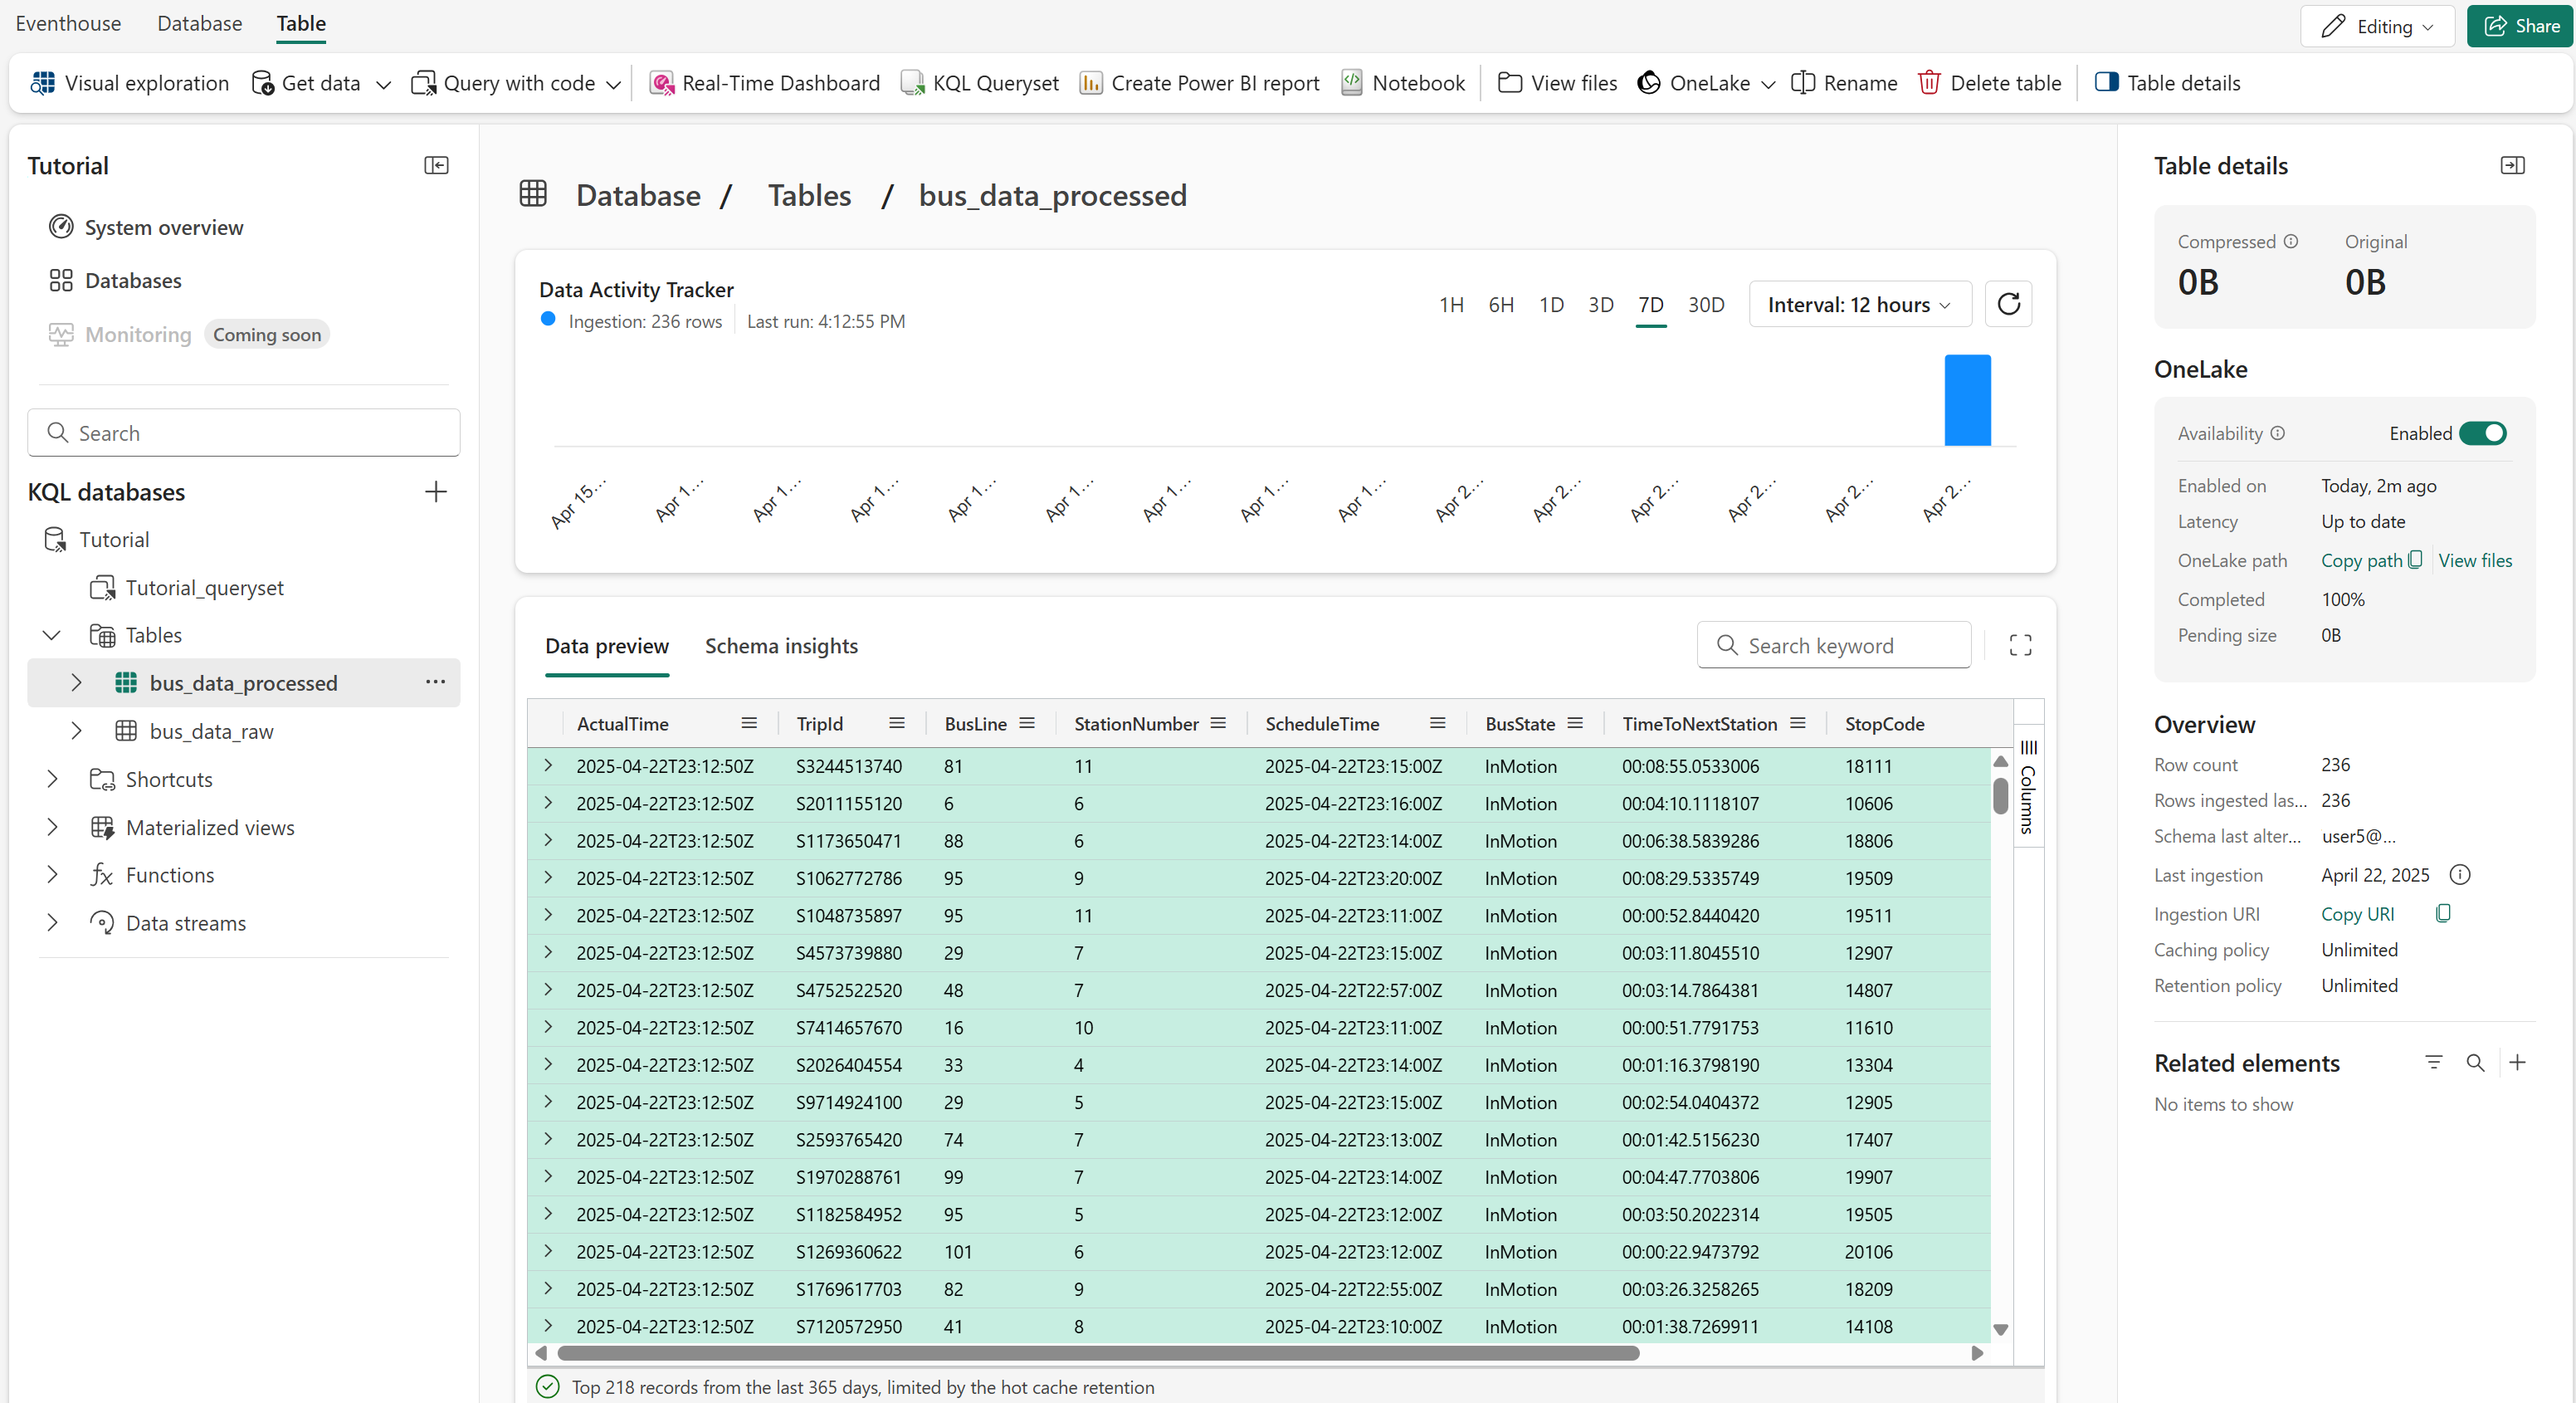 Eventhouse Database Table
Editing Share
Visual exploration Get data Query with code Real-Time Dashboard KQL Queryset Create Power BI report Notebook View files OneLake Rename Delete table Table details
Tutorial
System overview
Databases
Monitoring Coming soon
Search
KQL databases
Tutorial
Tutorial_queryset
Tables
bus_data_processed
bus_data_raw
Shortcuts
Materialized views
Functions
Data streams
Database / Tables / bus_data_processed
Data Activity Tracker
Ingestion: 236 rows Last run: 4:12:55 PM
1H 6H 1D 3D 7D 30D Interval: 12 hours
Apr 15... Apr 1... Apr 1... Apr 1... Apr 1... Apr 1... Apr 1... Apr 1... Apr 1... Apr 2... Apr 2... Apr 2... Apr 2... Apr 2... Apr 2...
Data preview Schema insights Search keyword
ActualTime TripId BusLine StationNumber ScheduleTime BusState TimeToNextStation StopCode
2025-04-22T23:12:50Z S3244513740 81 11 2025-04-22T23:15:00Z InMotion 00:08:55.0533006 18111
2025-04-22T23:12:50Z S2011155120 6 6 2025-04-22T23:16:00Z InMotion 00:04:10.1118107 10606
2025-04-22T23:12:50Z S1173650471 88 6 2025-04-22T23:14:00Z InMotion 00:06:38.5839286 18806
2025-04-22T23:12:50Z S1062772786 95 9 2025-04-22T23:20:00Z InMotion 00:08:29.5335749 19509
2025-04-22T23:12:50Z S1048735897 95 11 2025-04-22T23:11:00Z InMotion 00:00:52.8440420 19511
2025-04-22T23:12:50Z S4573739880 29 7 2025-04-22T23:15:00Z InMotion 00:03:11.8045510 12907
2025-04-22T23:12:50Z S4752522520 48 7 2025-04-22T22:57:00Z InMotion 00:03:14.7864381 14807
2025-04-22T23:12:50Z S7414657670 16 10 2025-04-22T23:11:00Z InMotion 00:00:51.7791753 11610
2025-04-22T23:12:50Z S2026404554 33 4 2025-04-22T23:14:00Z InMotion 00:01:16.3798190 13304
2025-04-22T23:12:50Z S9714924100 29 5 2025-04-22T23:15:00Z InMotion 00:02:54.0404372 12905
2025-04-22T23:12:50Z S2593765420 74 7 2025-04-22T23:13:00Z InMotion 00:01:42.5156230 17407
2025-04-22T23:12:50Z S1970288761 99 7 2025-04-22T23:14:00Z InMotion 00:04:47.7703806 19907
2025-04-22T23:12:50Z S1182584952 95 5 2025-04-22T23:12:00Z InMotion 00:03:50.2022314 19505
2025-04-22T23:12:50Z S1269360622 101 6 2025-04-22T23:12:00Z InMotion 00:00:22.9473792 20106
2025-04-22T23:12:50Z S1769617703 82 9 2025-04-22T22:55:00Z InMotion 00:03:26.3258265 18209
2025-04-22T23:12:50Z S7120572950 41 8 2025-04-22T23:10:00Z InMotion 00:01:38.7269911 14108
Columns
Top 218 records from the last 365 days, limited by the hot cache retention
Table details
Compressed Original
0B 0B
OneLake
Availability Enabled
Enabled on Today, 2m ago
Latency Up to date
OneLake path Copy path View files
Completed 100%
Pending size 0B
Overview
Row count 236
Rows ingested las... 236
Schema last alter... user5@...
Last ingestion April 22, 2025
Ingestion URI Copy URI
Caching policy Unlimited
Retention policy Unlimited
Related elements
No items to show